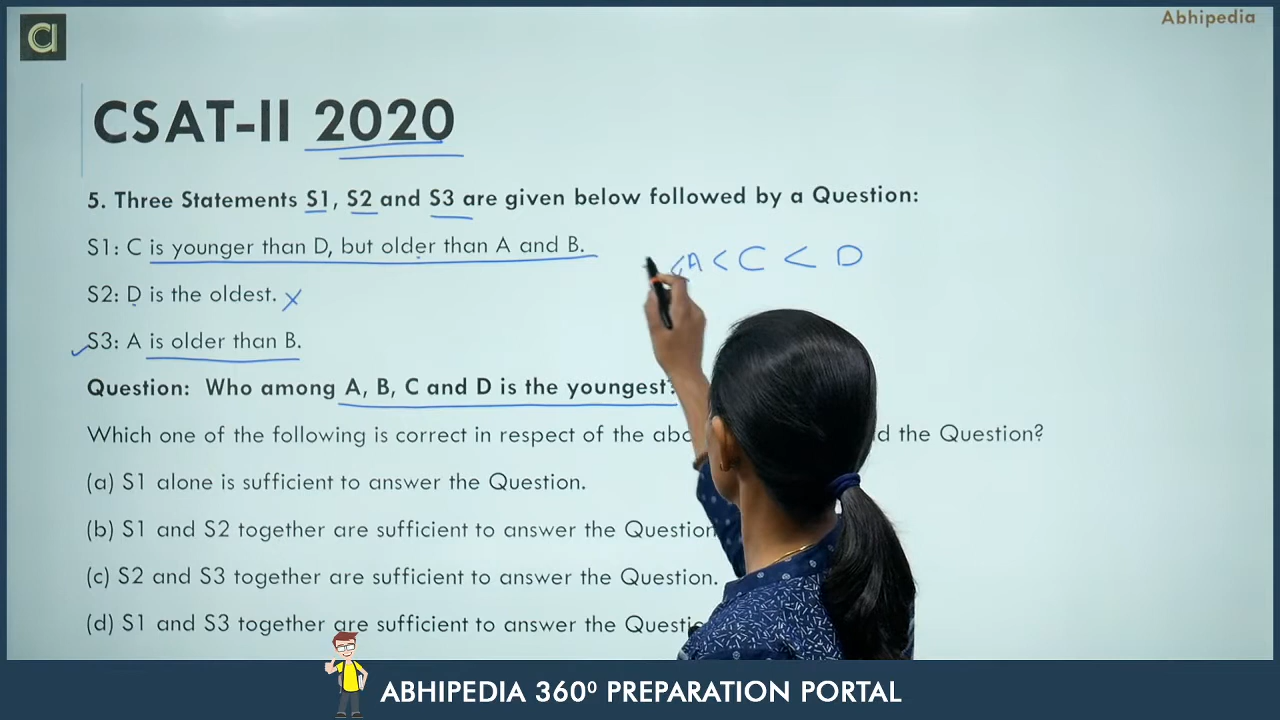 Abhipedia
CSAT-II 2020
5. Three Statements S1, S2 and S3 are given below followed by a Question:
S1: C is younger than D, but older than A and B.
<A < C < D
S2: D is the oldest. x
S3: A is older than B.
Question: Who among A, B, C and D is the youngest?
Which one of the following is correct in respect of the the Question?
(a) S1 alone is sufficient to answer the Question.
(b) S1 and S2 together are sufficient to answer the Question
(c) S2 and S3 together are sufficient to answer the Question.
(d) S1 and S3 together are sufficient to answer the
ABHIPEDIA 360⁰ PREPARATION PORTAL